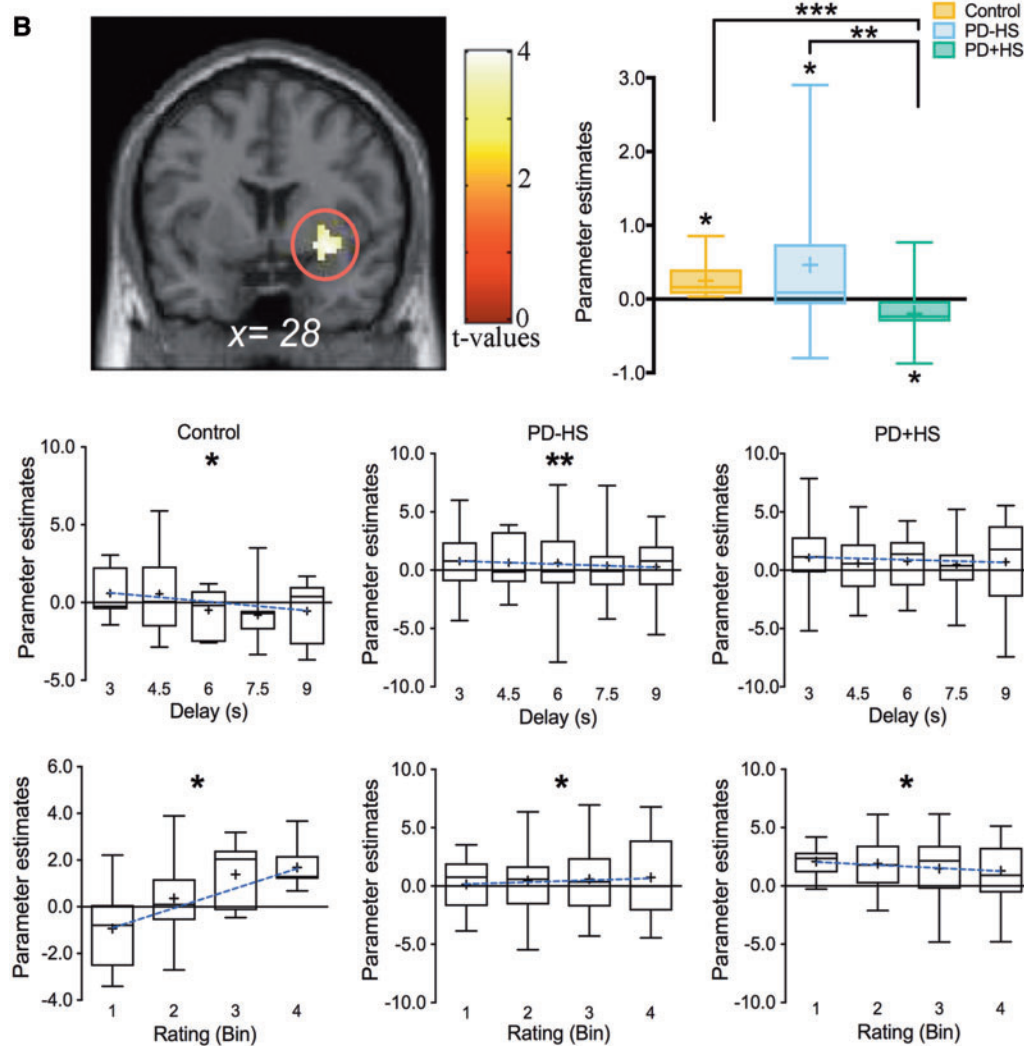 B
4
2
0
t-values
x= 28
Control
PD-HS
PD+HS
***
**
*
*
*
Parameter estimates
3.0
2.0
1.0
0.0
-1.0
Control
*
Parameter estimates
10.0
5.0
0.0
-5.0
3 4.5 6 7.5 9
Delay (s)
PD-HS
**
Parameter estimates
10.0
5.0
0.0
-5.0
-10.0
3 4.5 6 7.5 9
Delay (s)
PD+HS
Parameter estimates
10.0
5.0
0.0
-5.0
-10.0
3 4.5 6 7.5 9
Delay (s)
*
Parameter estimates
6.0
4.0
2.0
0.0
-2.0
-4.0
1 2 3 4
Rating (Bin)
*
Parameter estimates
10.0
5.0
0.0
-5.0
-10.0
1 2 3 4
Rating (Bin)
*
Parameter estimates
10.0
5.0
0.0
-5.0
-10.0
1 2 3 4
Rating (Bin)